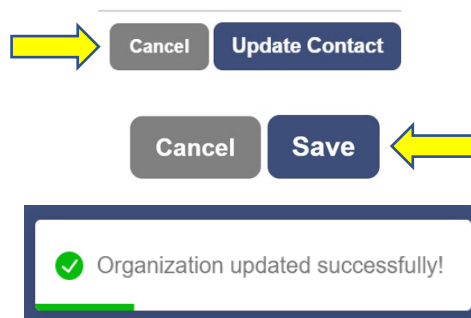 Cancel Update Contact
Cancel Save
Organization updated successfully!